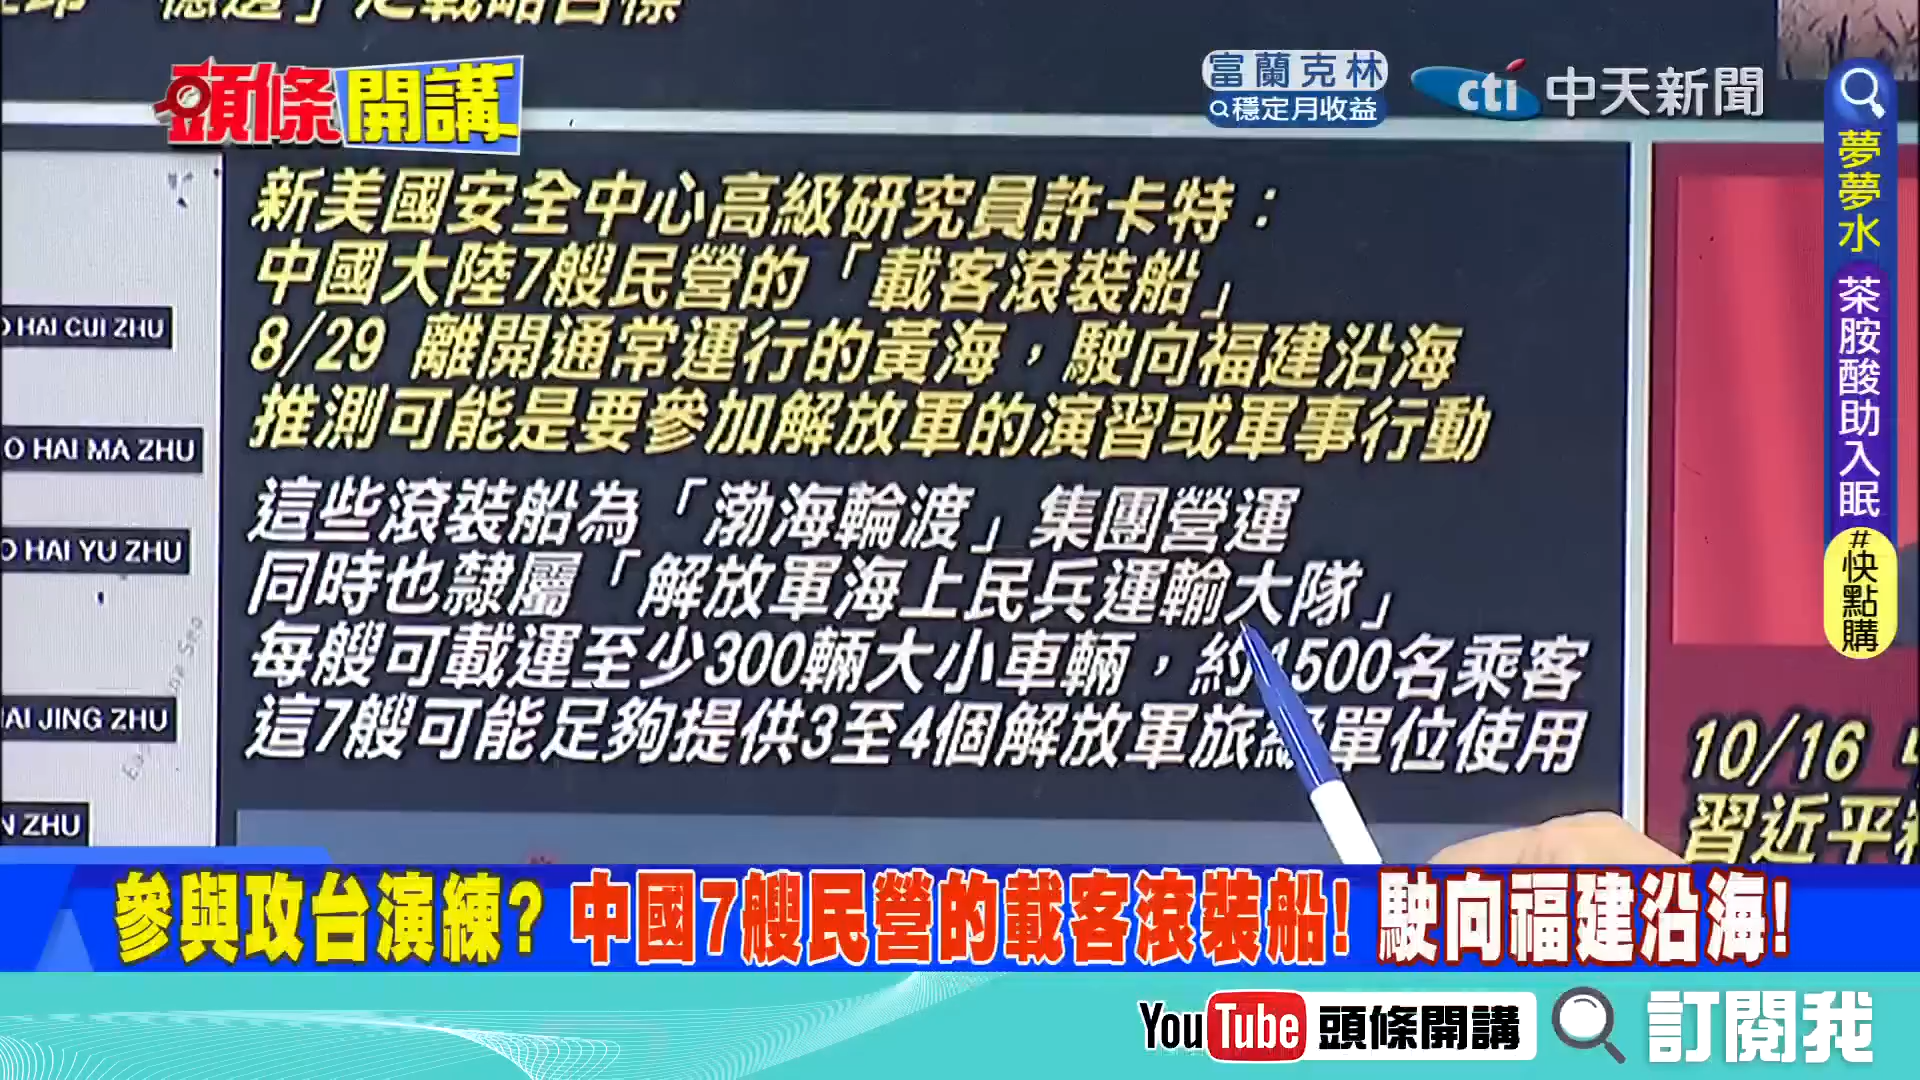 頭條開講
富蘭克林
穩定月收益
cti 中天新聞
夢夢水 茶胺酸助入眠
#快點購
新美國安全中心高級研究員許卡特：
中國大陸7艘民營的「載客滾裝船」
8/29 離開通常運行的黃海，駛向福建沿海
推測可能是要參加解放軍的演習或軍事行動
這些滾裝船為「渤海輪渡」集團營運
同時也隸屬「解放軍海上民兵運輸大隊」
每艘可載運至少300輛大小車輛，約1500名乘客
這7艘可能足夠提供3至4個解放軍旅級單位使用
HAI CUI ZHU
O HAI MA ZHU
O HAI YU ZHU
HAI JING ZHU
N ZHU
10/16
習近平
參與攻台演練? 中國7艘民營的載客滾裝船! 駛向福建沿海!
YouTube 頭條開講 訂閱我